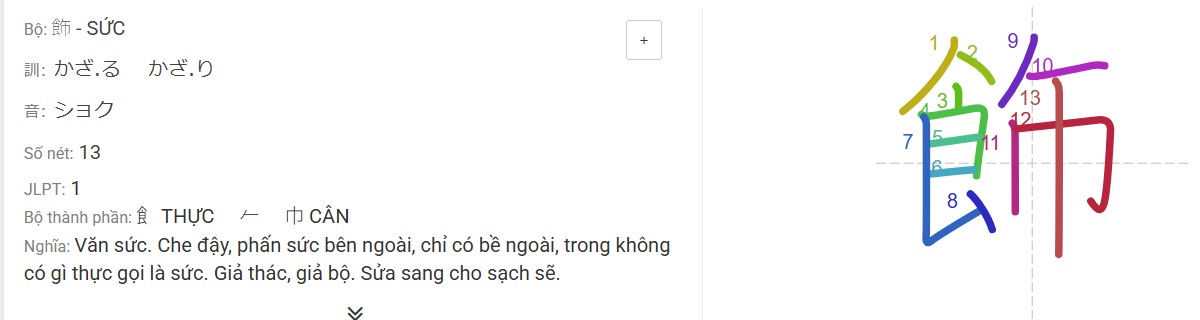 Bộ: 飾 - SỨC
+
訓: かざ.る かざ.り
音: ショク
Số nét: 13
JLPT: 1
Bộ thành phần: 飠 THỰC 𠂉 巾 CÂN
Nghĩa: Văn sức. Che đậy, phấn sức bên ngoài, chỉ có bề ngoài, trong không
có gì thực gọi là sức. Giả thác, giả bộ. Sửa sang cho sạch sẽ.
飾
1 2 3 4 5 6 7 8 9 10 11 12 13